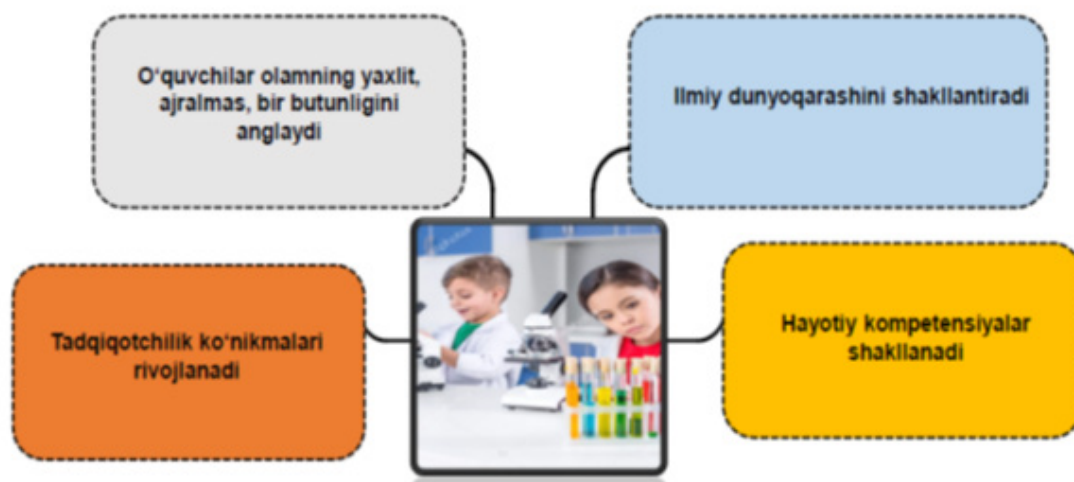 O‘quvchilar olamning yaxlit,
ajralmas, bir butunligini
anglaydi
Ilmiy dunyoqarashini shakllantiradi
Tadqiqotchilik ko‘nikmalari
rivojlanadi
Hayotiy kompetensiyalar
shakllanadi